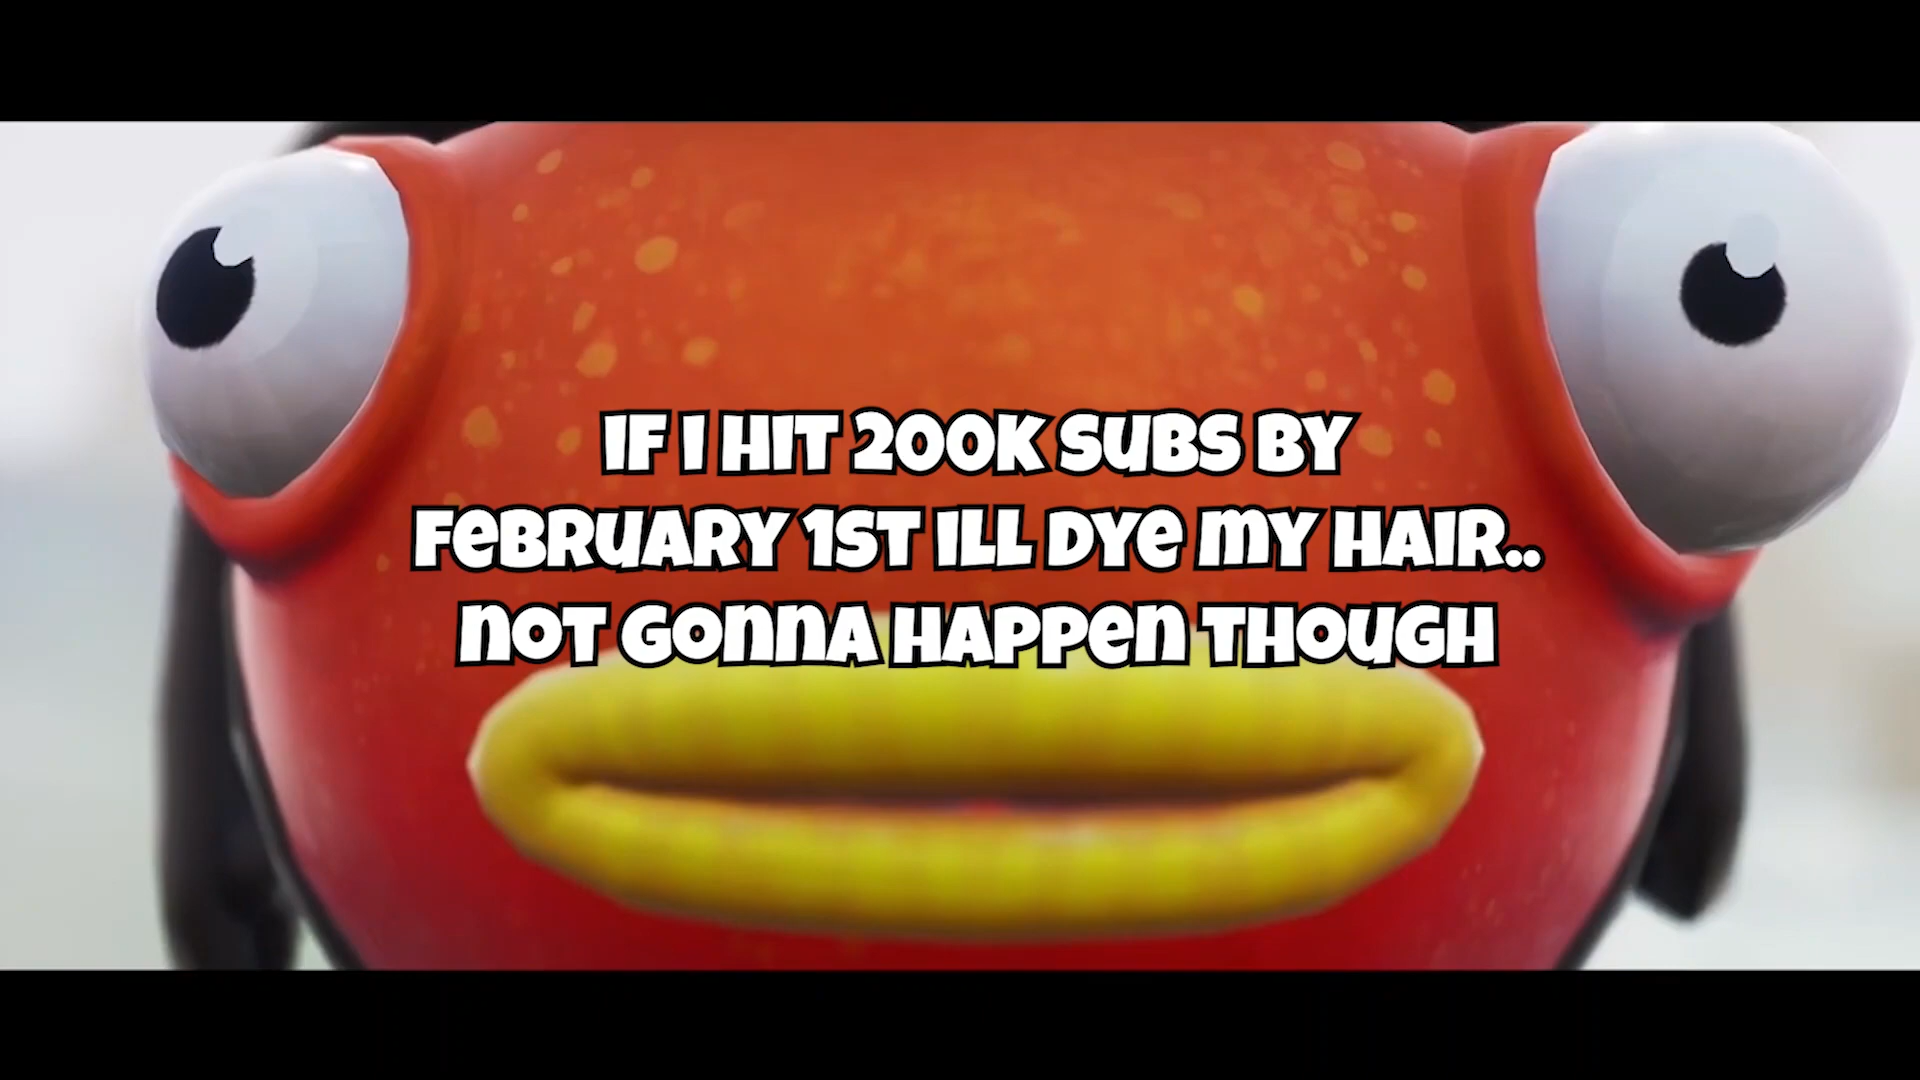 IF I HIT 200K SUBS BY
FEBRUARY 1ST ILL DYE MY HAIR..
NOT GONNA HAPPEN THOUGH